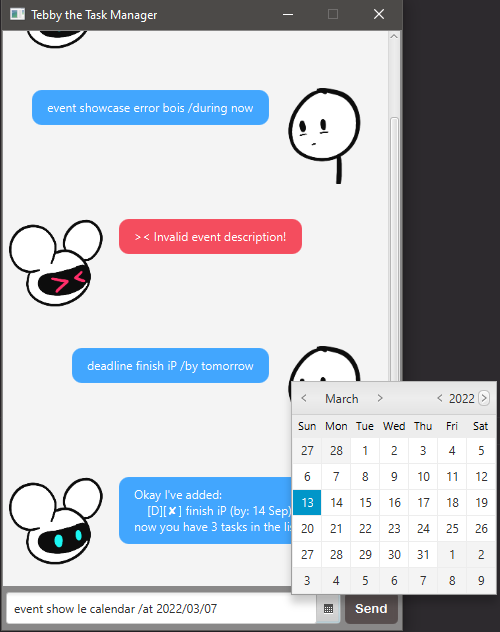 Tebby the Task Manager
event showcase error bois /during now
>< Invalid event description!
deadline finish iP /by tomorrow
Okay I've added:
[D][✘] finish iP (by: 14 Sep)
now you have 3 tasks in the
March 2022
Sun Mon Tue Wed Thu Fri Sat
27 28 1 2 3 4 5
6 7 8 9 10 11 12
13 14 15 16 17 18 19
20 21 22 23 24 25 26
27 28 29 30 31 1 2
3 4 5 6 7 8 9
event show le calendar /at 2022/03/07
Send